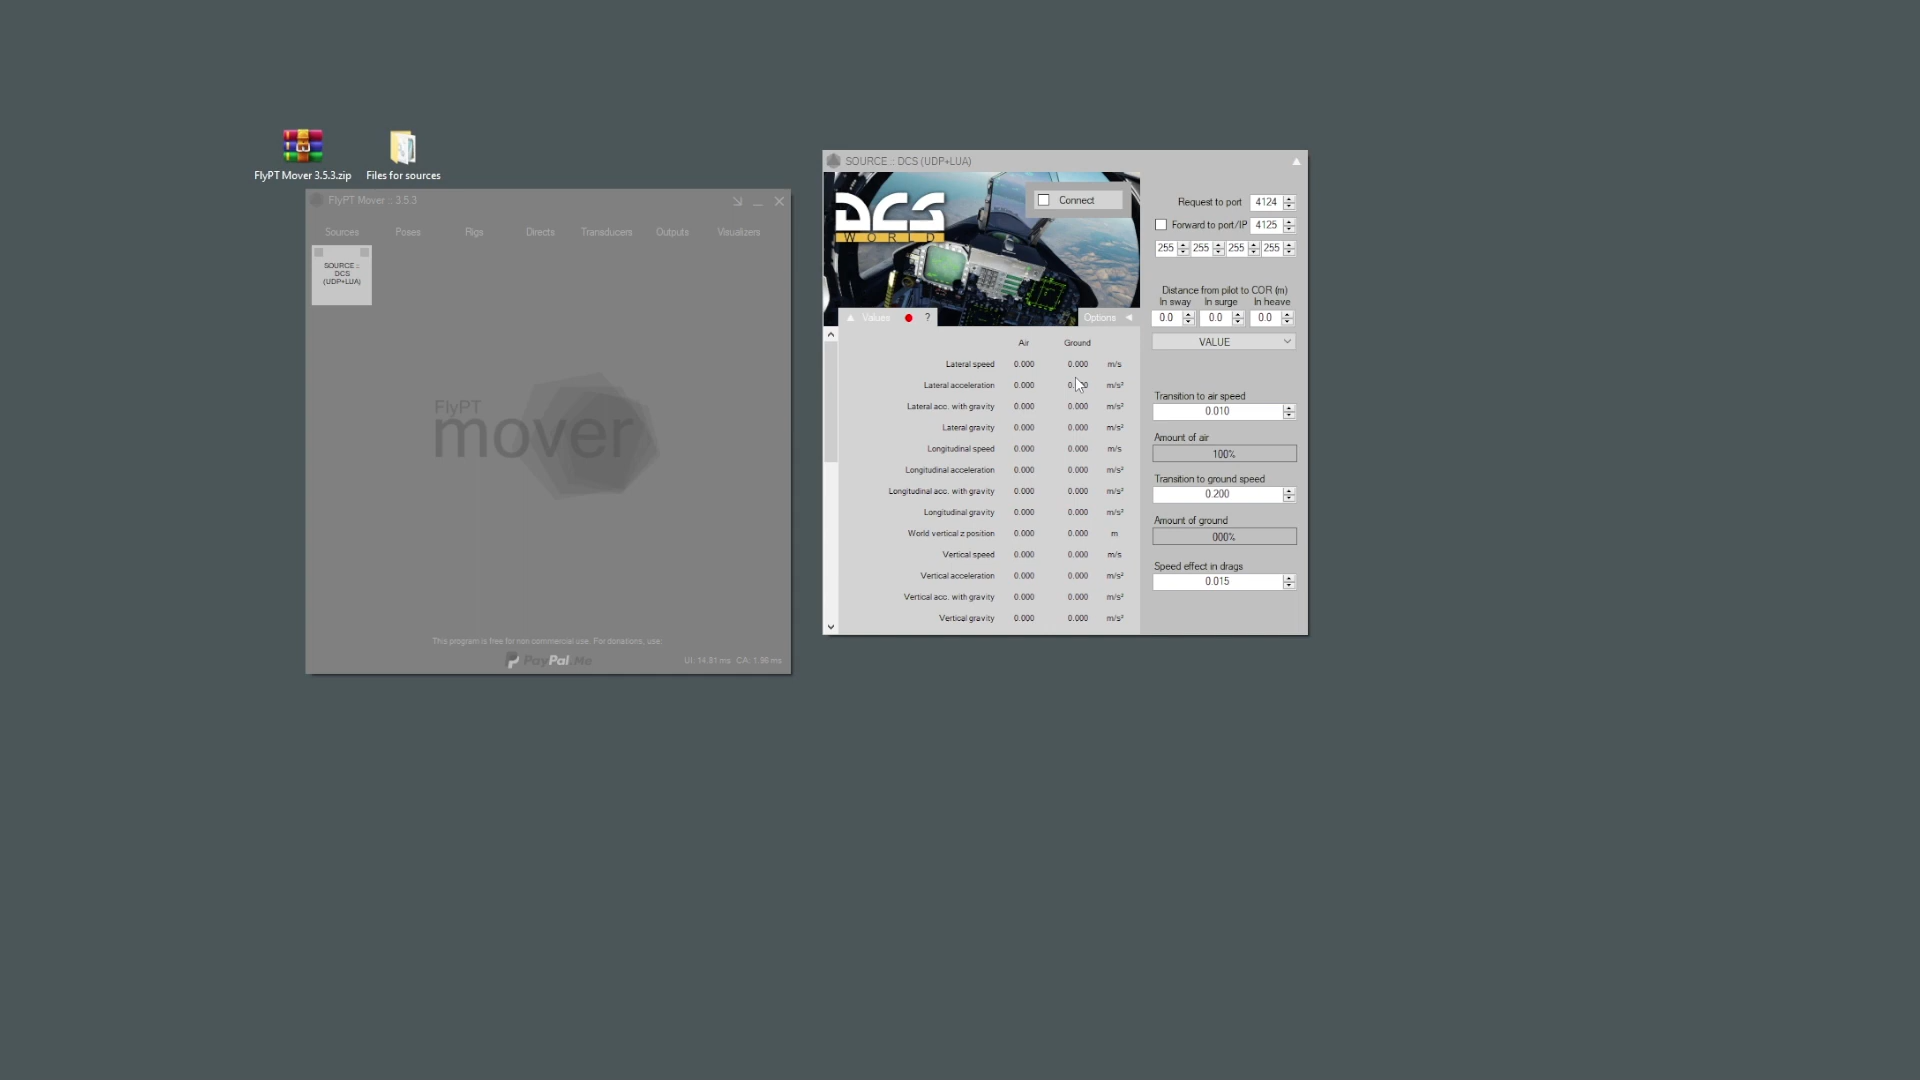 FlyPT Mover 3.5.3.zip
Files for sources
FlyPT Mover :: 3.5.3
Sources
Poses
Rigs
Directs
Transducers
Outputs
Visualizers
SOURCE ::
DCS
(UDP+LUA)
FlyPT
mover
This program is free for non commercial use. For donations, use:
PayPal Me
UI: 14.81 ms CA: 1.98 ms
SOURCE :: DCS (UDP+LUA)
DCS
WORLD
Connect
Values ?
Options
Air Ground
Lateral speed 0.000 0.000 m/s
Lateral acceleration 0.000 m/s²
Lateral acc. with gravity 0.000 0.000 m/s²
Lateral gravity 0.000 0.000 m/s²
Longitudinal speed 0.000 0.000 m/s
Longitudinal acceleration 0.000 0.000 m/s²
Longitudinal acc. with gravity 0.000 0.000 m/s²
Longitudinal gravity 0.000 0.000 m/s²
World vertical z position 0.000 0.000 m
Vertical speed 0.000 0.000 m/s
Vertical acceleration 0.000 0.000 m/s²
Vertical acc. with gravity 0.000 0.000 m/s²
Vertical gravity 0.000 0.000 m/s²
Request to port 4124
Forward to port/IP 4125
255 255 255 255
Distance from pilot to COR (m)
In sway In surge In heave
0.0 0.0 0.0
VALUE
Transition to air speed
0.010
Amount of air
100%
Transition to ground speed
0.200
Amount of ground
000%
Speed effect in drags
0.015